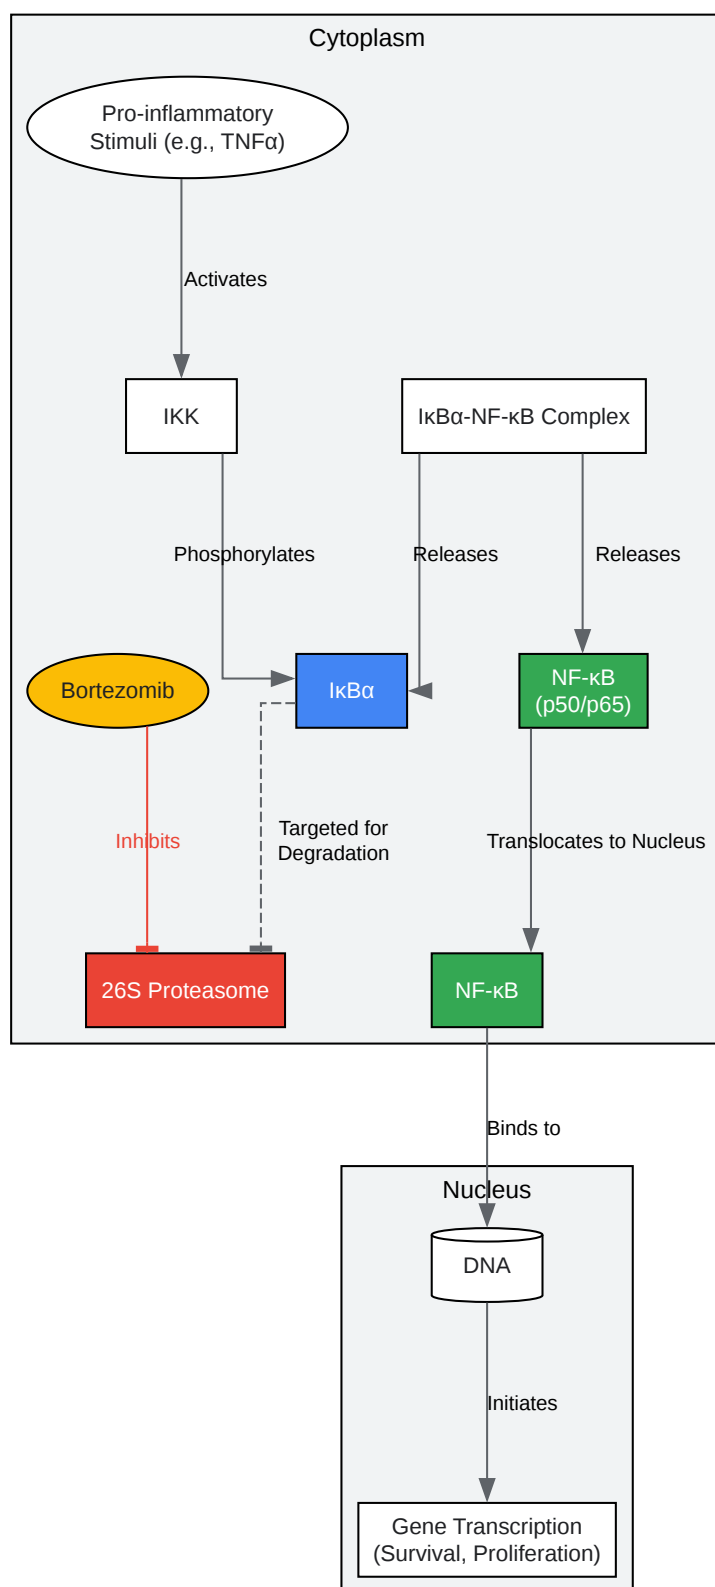 Cytoplasm
Pro-inflammatory
Stimuli (e.g., TNFα)
Activates
IKK
IκBα-NF-κB Complex
Phosphorylates
Releases
Releases
Bortezomib
IκBα
NF-κB
(p50/p65)
Inhibits
Targeted for
Degradation
Translocates to Nucleus
26S Proteasome
NF-κB
Binds to
Nucleus
DNA
Initiates
Gene Transcription
(Survival, Proliferation)